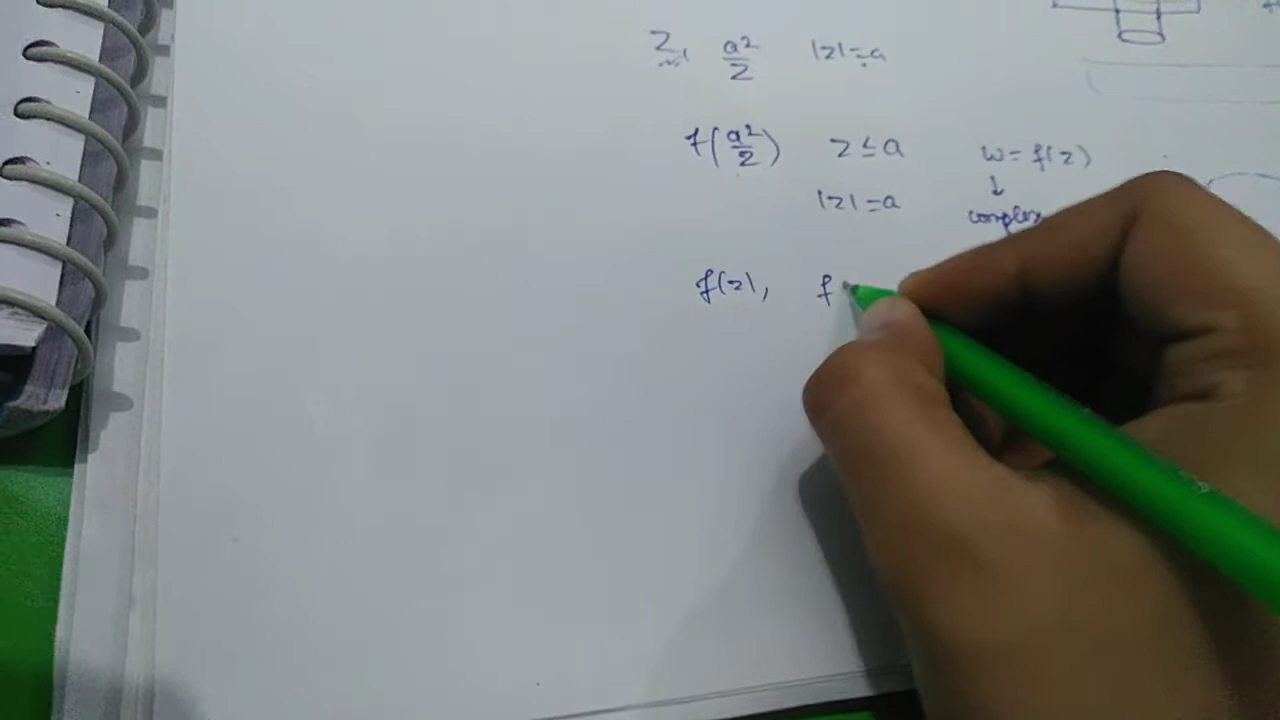 z, a²/z |z|=a
f(a²/z) z ≤ a w = f(z)
|z|=a complex
f(z), f